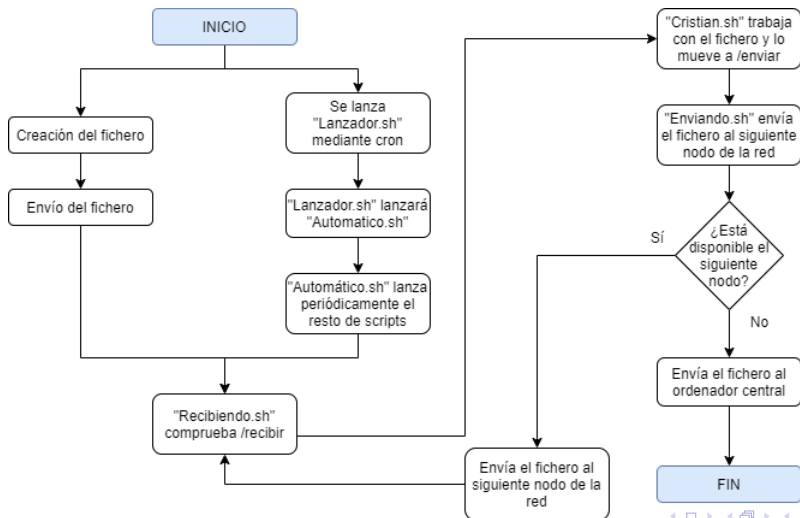 INICIO
Creación del fichero
Envío del fichero
Se lanza
"Lanzador.sh"
mediante cron
"Lanzador.sh" lanzará
"Automatico.sh"
"Automático.sh" lanza
periódicamente el
resto de scripts
"Recibiendo.sh"
comprueba /recibir
"Cristian.sh" trabaja
con el fichero y lo
mueve a /enviar
"Enviando.sh" envía
el fichero al siguiente
nodo de la red
¿Está
disponible el
siguiente
nodo?
Sí
No
Envía el fichero al
siguiente nodo de la
red
Envía el fichero al
ordenador central
FIN